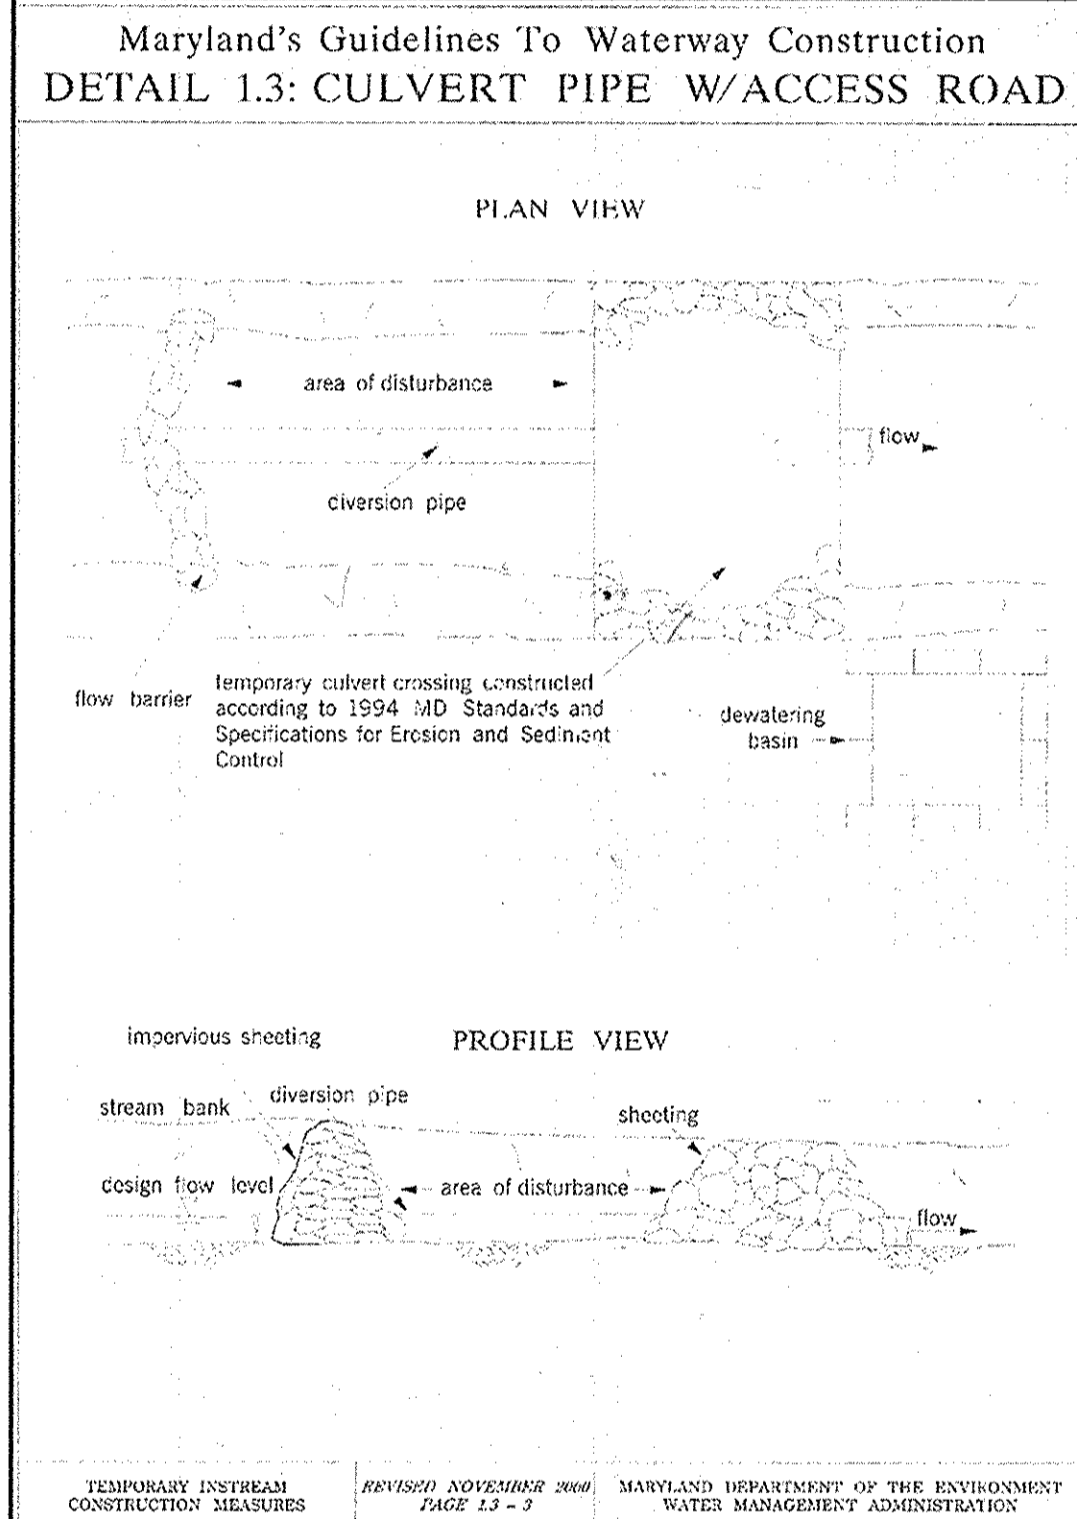 Maryland's Guidelines To Waterway Construction
DETAIL 1.3: CULVERT PIPE W/ACCESS ROAD
PLAN VIEW
area of disturbance
flow
diversion pipe
flow barrier
temporary culvert crossing constructed
according to 1994 MD Standards and
Specifications for Erosion and Sediment
Control
dewatering
basin
impervious sheeting
PROFILE VIEW
stream bank
diversion pipe
sheeting
design flow level
area of disturbance
flow
TEMPORARY INSTREAM
CONSTRUCTION MEASURES
REVISED NOVEMBER 2000
PAGE 1.3 - 3
MARYLAND DEPARTMENT OF THE ENVIRONMENT
WATER MANAGEMENT ADMINISTRATION